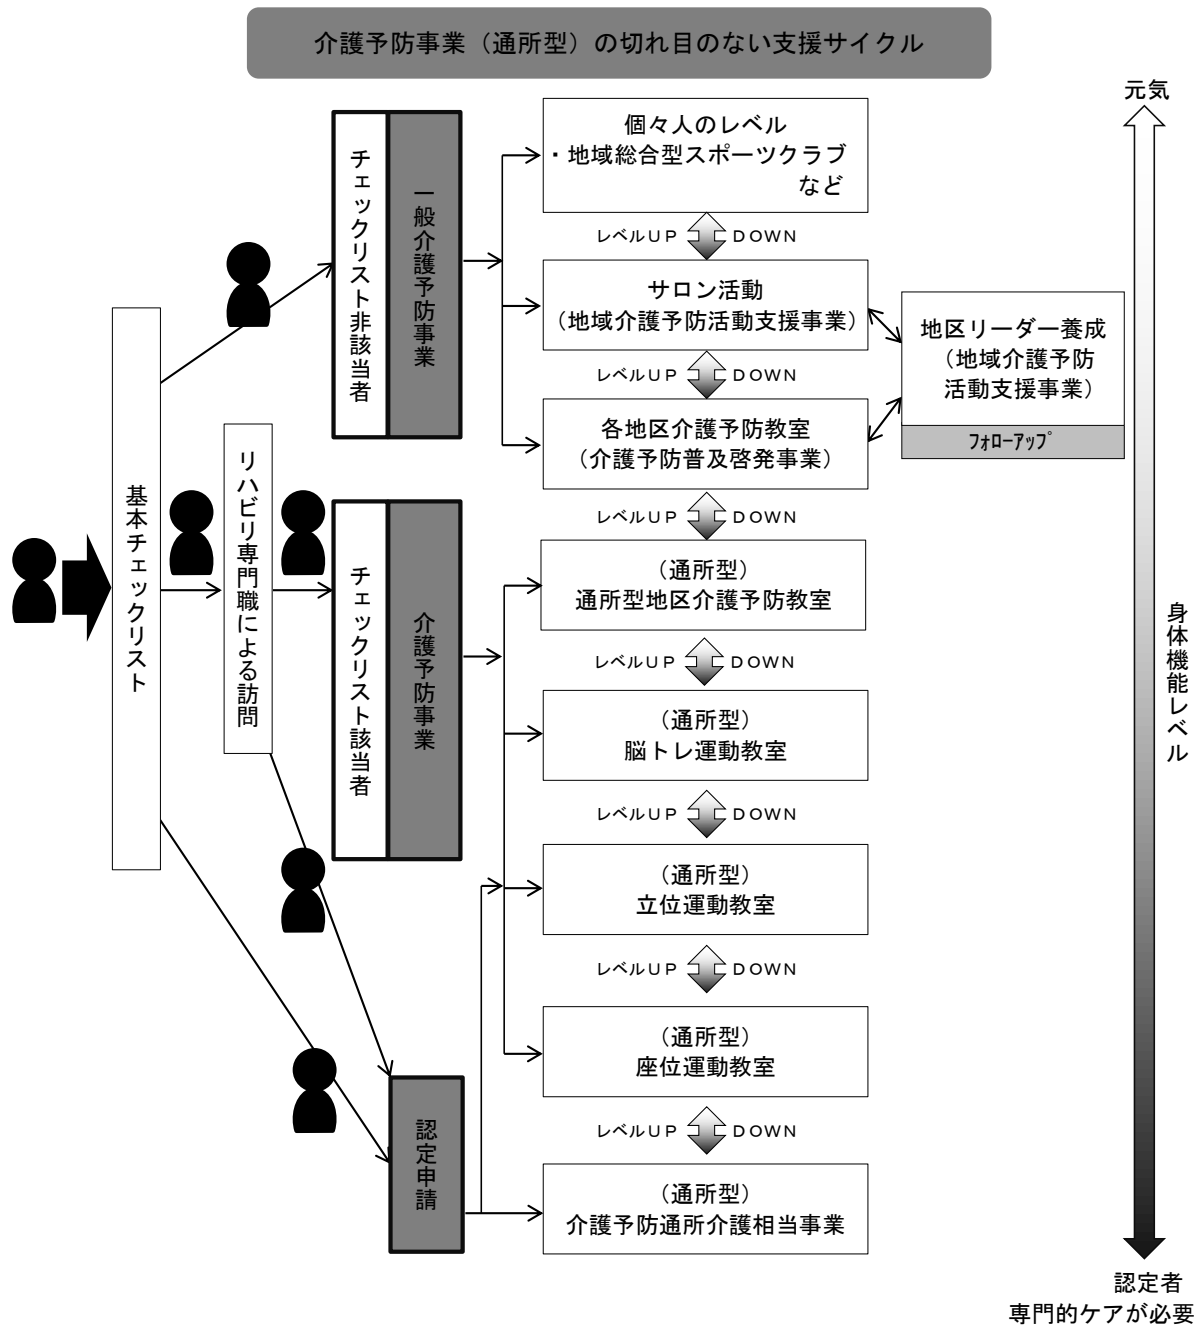 介護予防事業（通所型）の切れ目のない支援サイクル
元気
個々人のレベル
・地域総合型スポーツクラブ
など
チェックリスト非該当者
一般介護予防事業
レベルUP DOWN
サロン活動
（地域介護予防活動支援事業）
地区リーダー養成
（地域介護予防
活動支援事業）
フォローアップ
レベルUP DOWN
各地区介護予防教室
（介護予防普及啓発事業）
基本チェックリスト
リハビリ専門職による訪問
チェックリスト該当者
介護予防事業
レベルUP DOWN
（通所型）
通所型地区介護予防教室
身体機能レベル
レベルUP DOWN
（通所型）
脳トレ運動教室
レベルUP DOWN
（通所型）
立位運動教室
レベルUP DOWN
（通所型）
座位運動教室
レベルUP DOWN
認定申請
（通所型）
介護予防通所介護相当事業
認定者
専門的ケアが必要